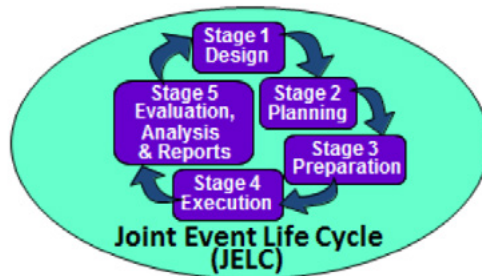 Stage 1
Design
Stage 2
Planning
Stage 3
Preparation
Stage 4
Execution
Stage 5
Evaluation,
Analysis
& Reports
Joint Event Life Cycle
(JELC)